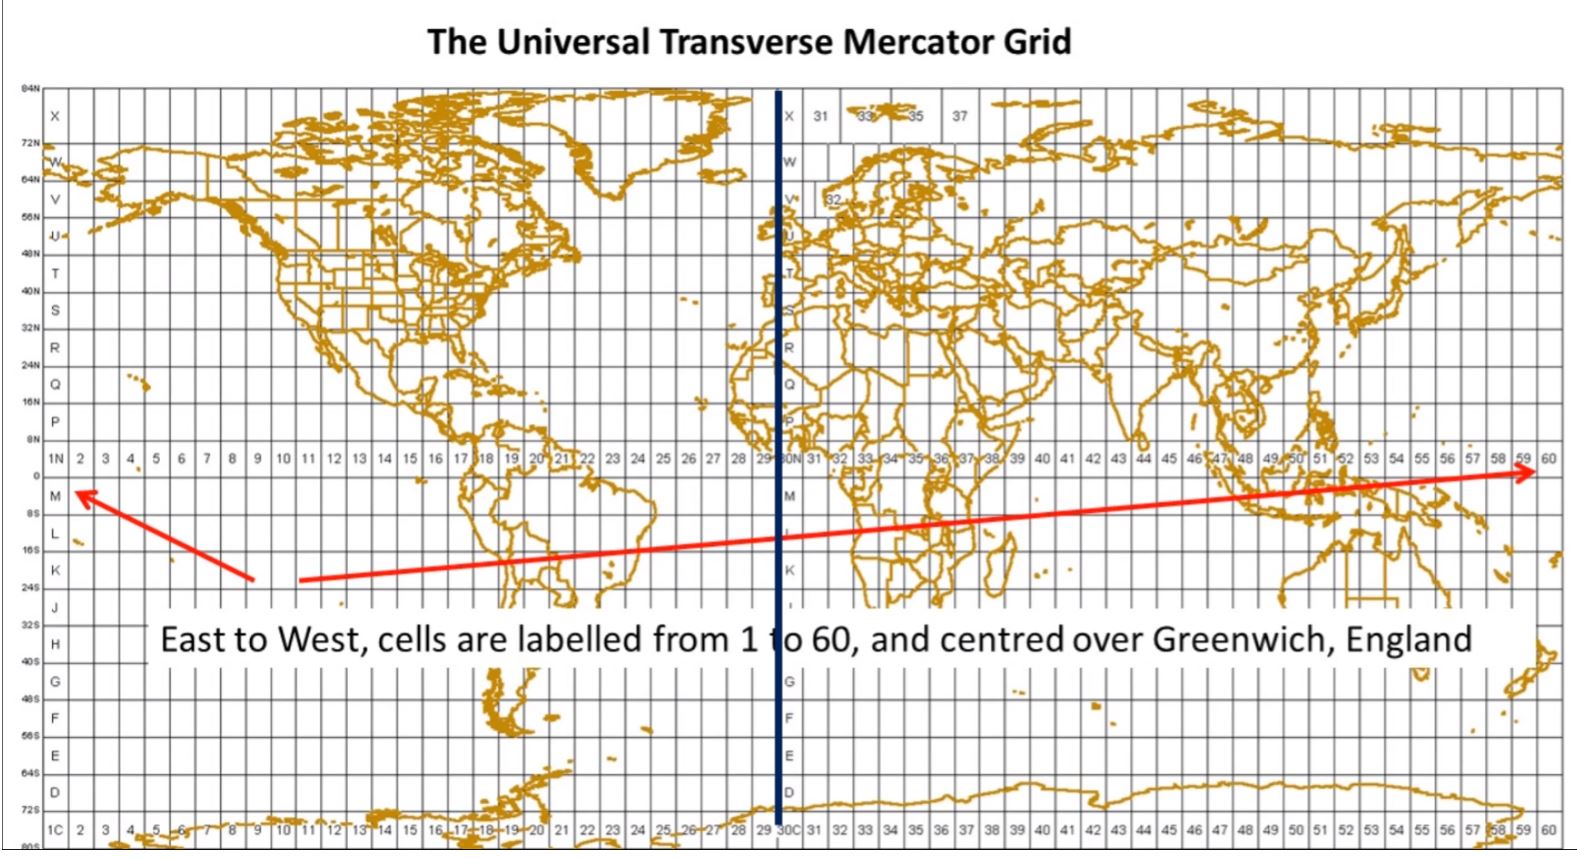 The Universal Transverse Mercator Grid
84N
X 31 33 35 37
X
72N
W W
64N
V V 32
56N
U U
48N
T T
40N
S S
32N
R R
24N
Q Q
16N
P P
8N
1N 2 3 4 5 6 7 8 9 10 11 12 13 14 15 16 17 18 19 20 21 22 23 24 25 26 27 28 29 30N 31 32 33 34 35 36 37 38 39 40 41 42 43 44 45 46 47 48 49 50 51 52 53 54 55 56 57 58 59 60
0
M M
8S
L L
16S
K K
24S
J
32S
East to West, cells are labelled from 1 to 60, and centred over Greenwich, England
H
40S
G G
48S
F F
56S
E E
64S
D D
72S
1C 2 3 4 5 6 7 8 9 10 11 12 13 14 15 16 17 18 19 20 21 22 23 24 25 26 27 28 29 30C 31 32 33 34 35 36 37 38 39 40 41 42 43 44 45 46 47 48 49 50 51 52 53 54 55 56 57 58 59 60
80S